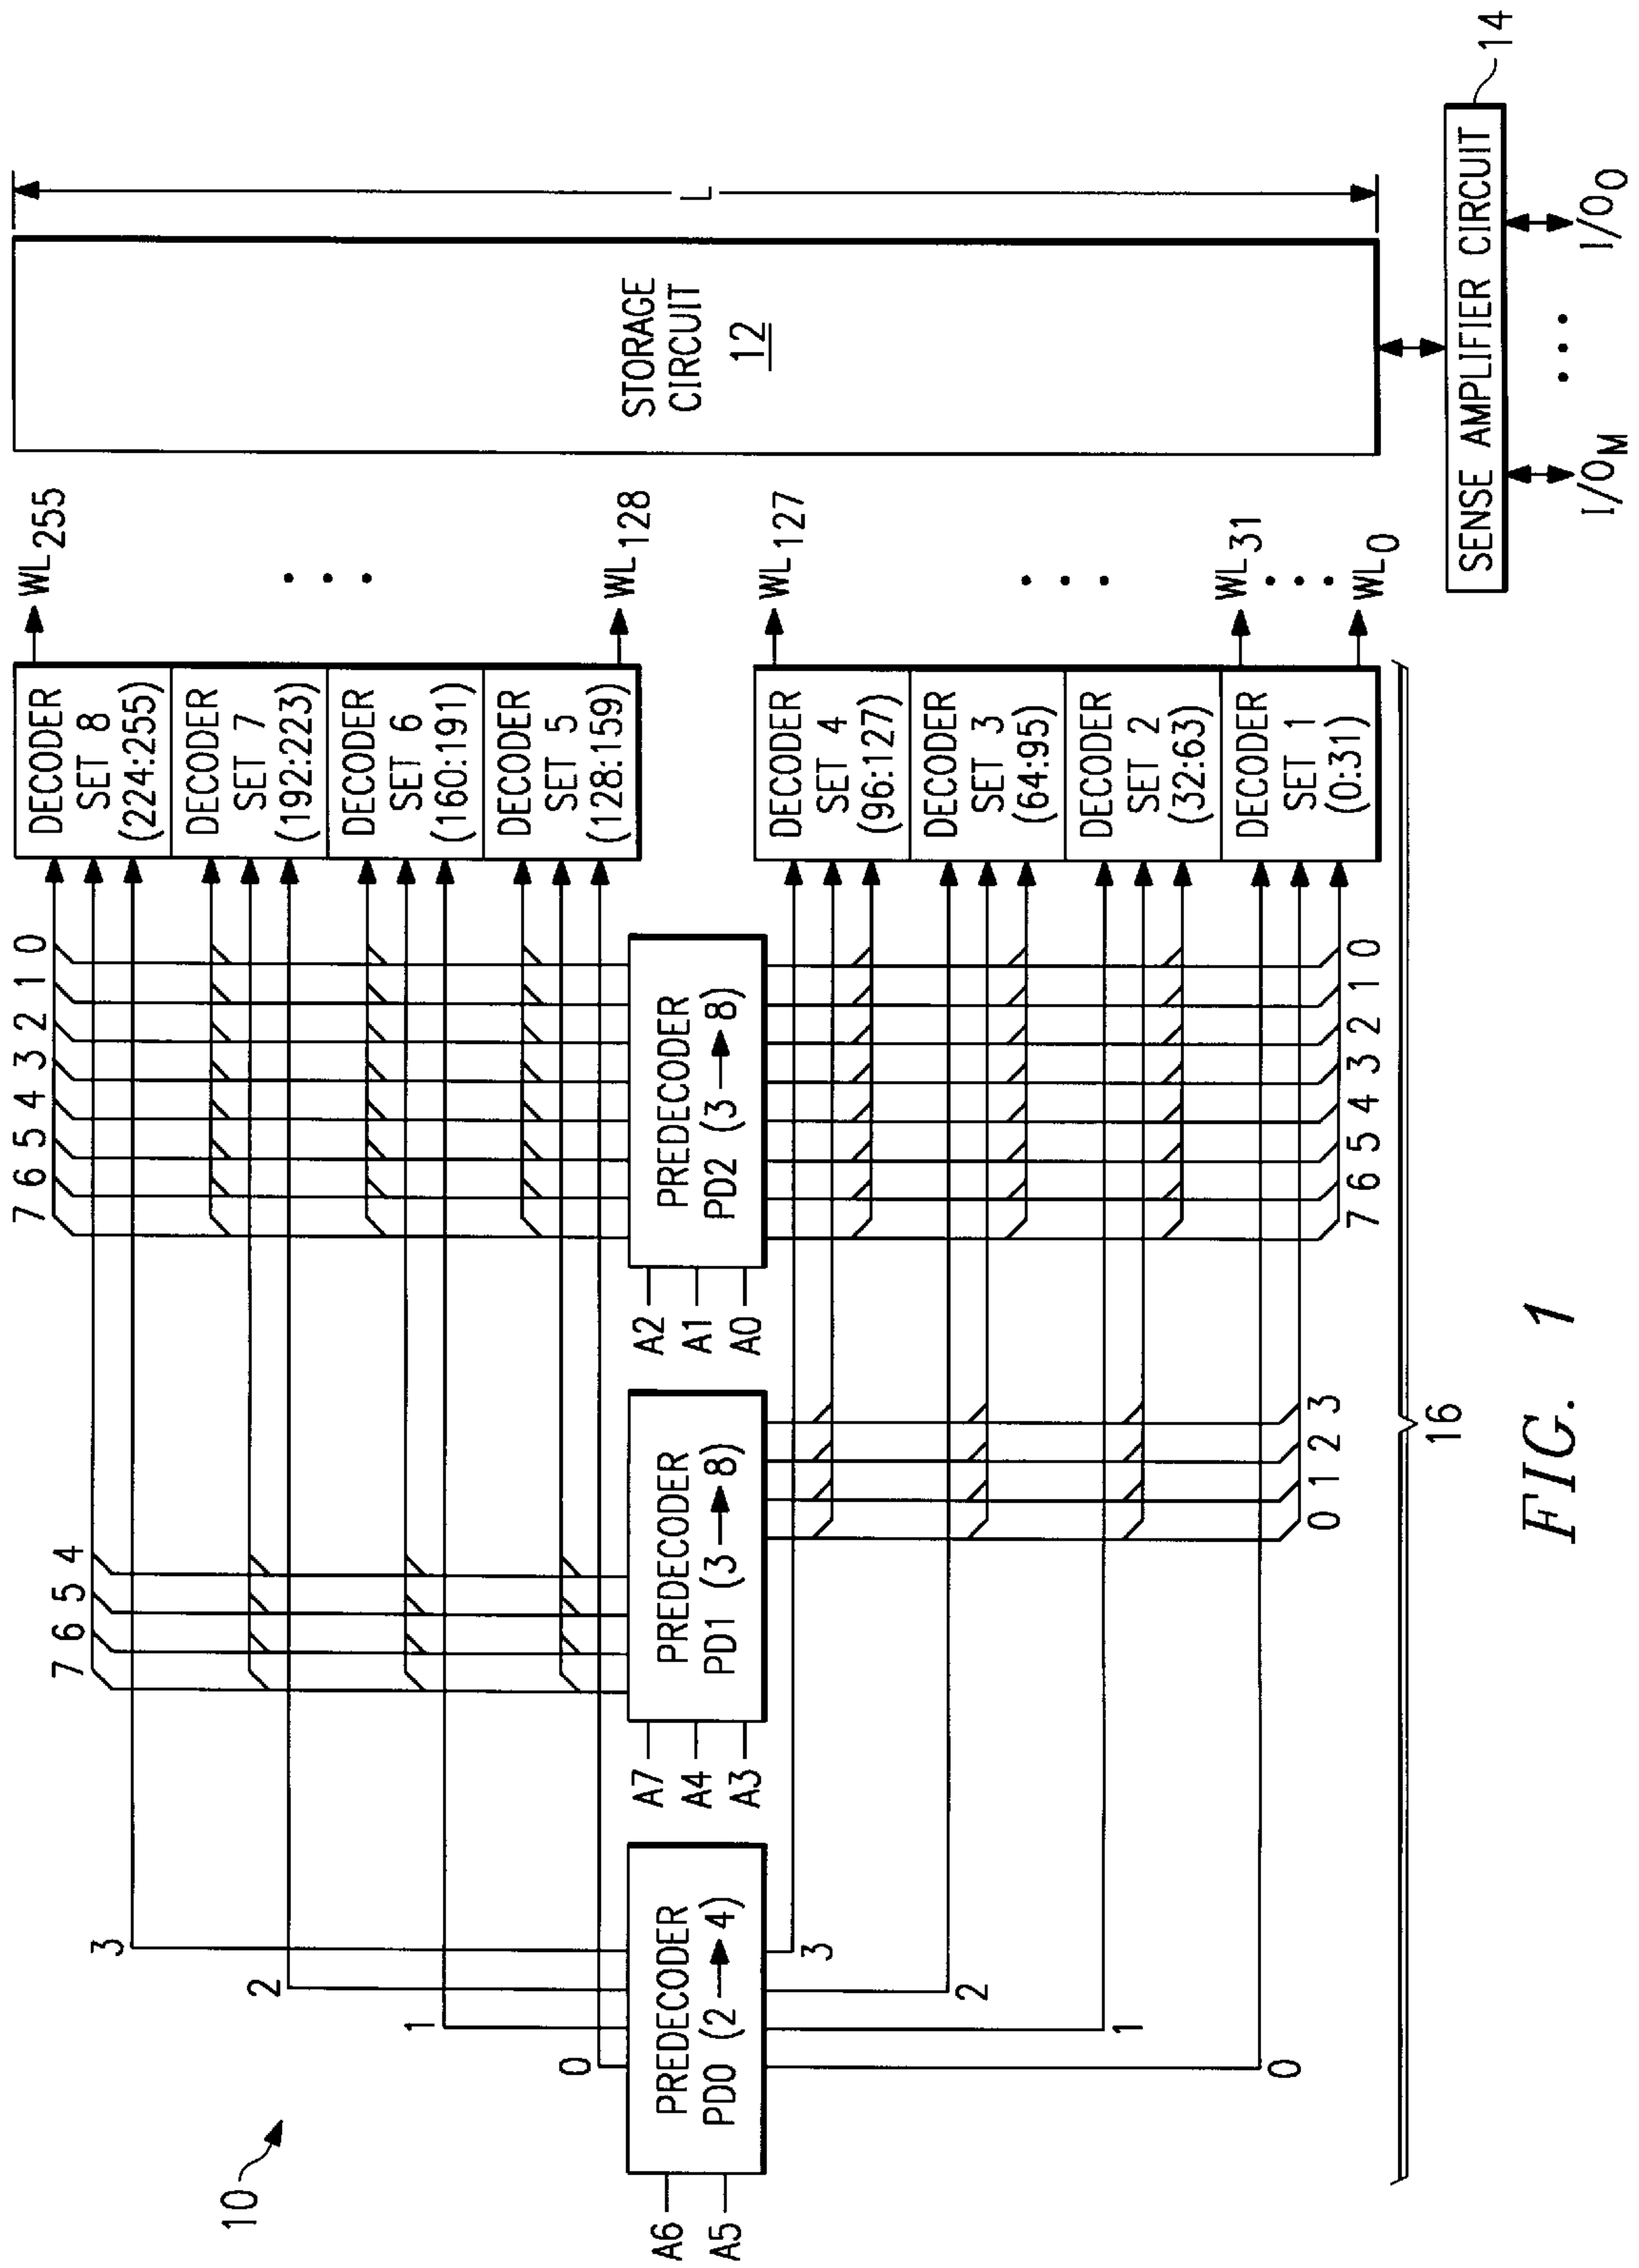 10
A6
A5
PREDECODER
PD0 (2→4)
3
2
1
0
3
2
1
0
A7
A4
A3
PREDECODER
PD1 (3→8)
7 6 5 4
0 1 2 3
A2
A1
A0
PREDECODER
PD2 (3→8)
7 6 5 4 3 2 1 0
7 6 5 4 3 2 1 0
DECODER
SET 8
(224:255)
DECODER
SET 7
(192:223)
DECODER
SET 6
(160:191)
DECODER
SET 5
(128:159)
DECODER
SET 4
(96:127)
DECODER
SET 3
(64:95)
DECODER
SET 2
(32:63)
DECODER
SET 1
(0:31)
WL255
WL128
WL127
WL31
WL0
STORAGE
CIRCUIT
12
L
SENSE AMPLIFIER CIRCUIT
14
I/OM
I/O0
16
FIG. 1